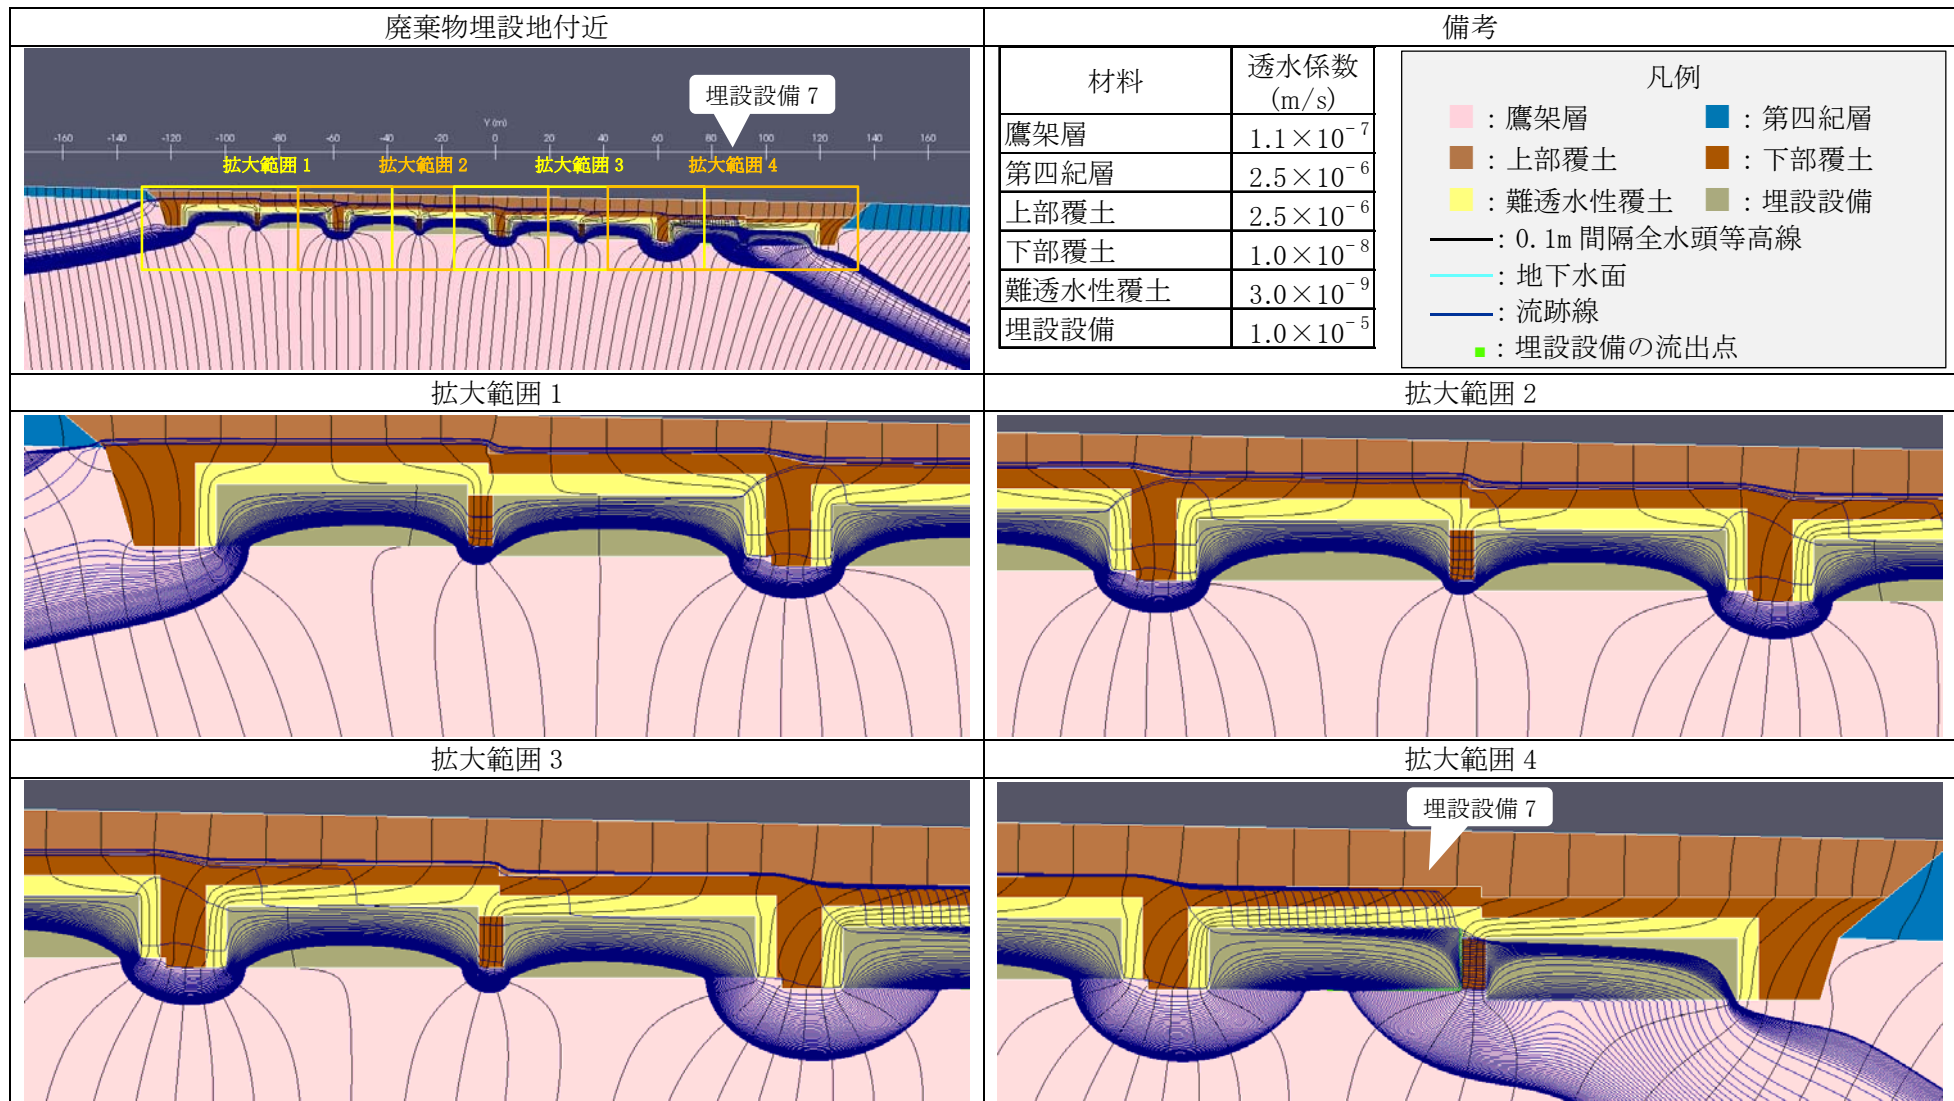 廃棄物埋設地付近
備考
埋設設備 7
Y (m)
-160 -140 -120 -100 -80 -60 -40 -20 0 20 40 60 80 100 120 140 160
拡大範囲 1 拡大範囲 2 拡大範囲 3 拡大範囲 4
材料 透水係数
(m/s)
鷹架層 1.1×10⁻⁷
第四紀層 2.5×10⁻⁶
上部覆土 2.5×10⁻⁶
下部覆土 1.0×10⁻⁸
難透水性覆土 3.0×10⁻⁹
埋設設備 1.0×10⁻⁵
凡例
：鷹架層 ：第四紀層
：上部覆土 ：下部覆土
：難透水性覆土 ：埋設設備
：0.1m 間隔全水頭等高線
：地下水面
：流跡線
：埋設設備の流出点
拡大範囲 1
拡大範囲 2
拡大範囲 3
拡大範囲 4
埋設設備 7